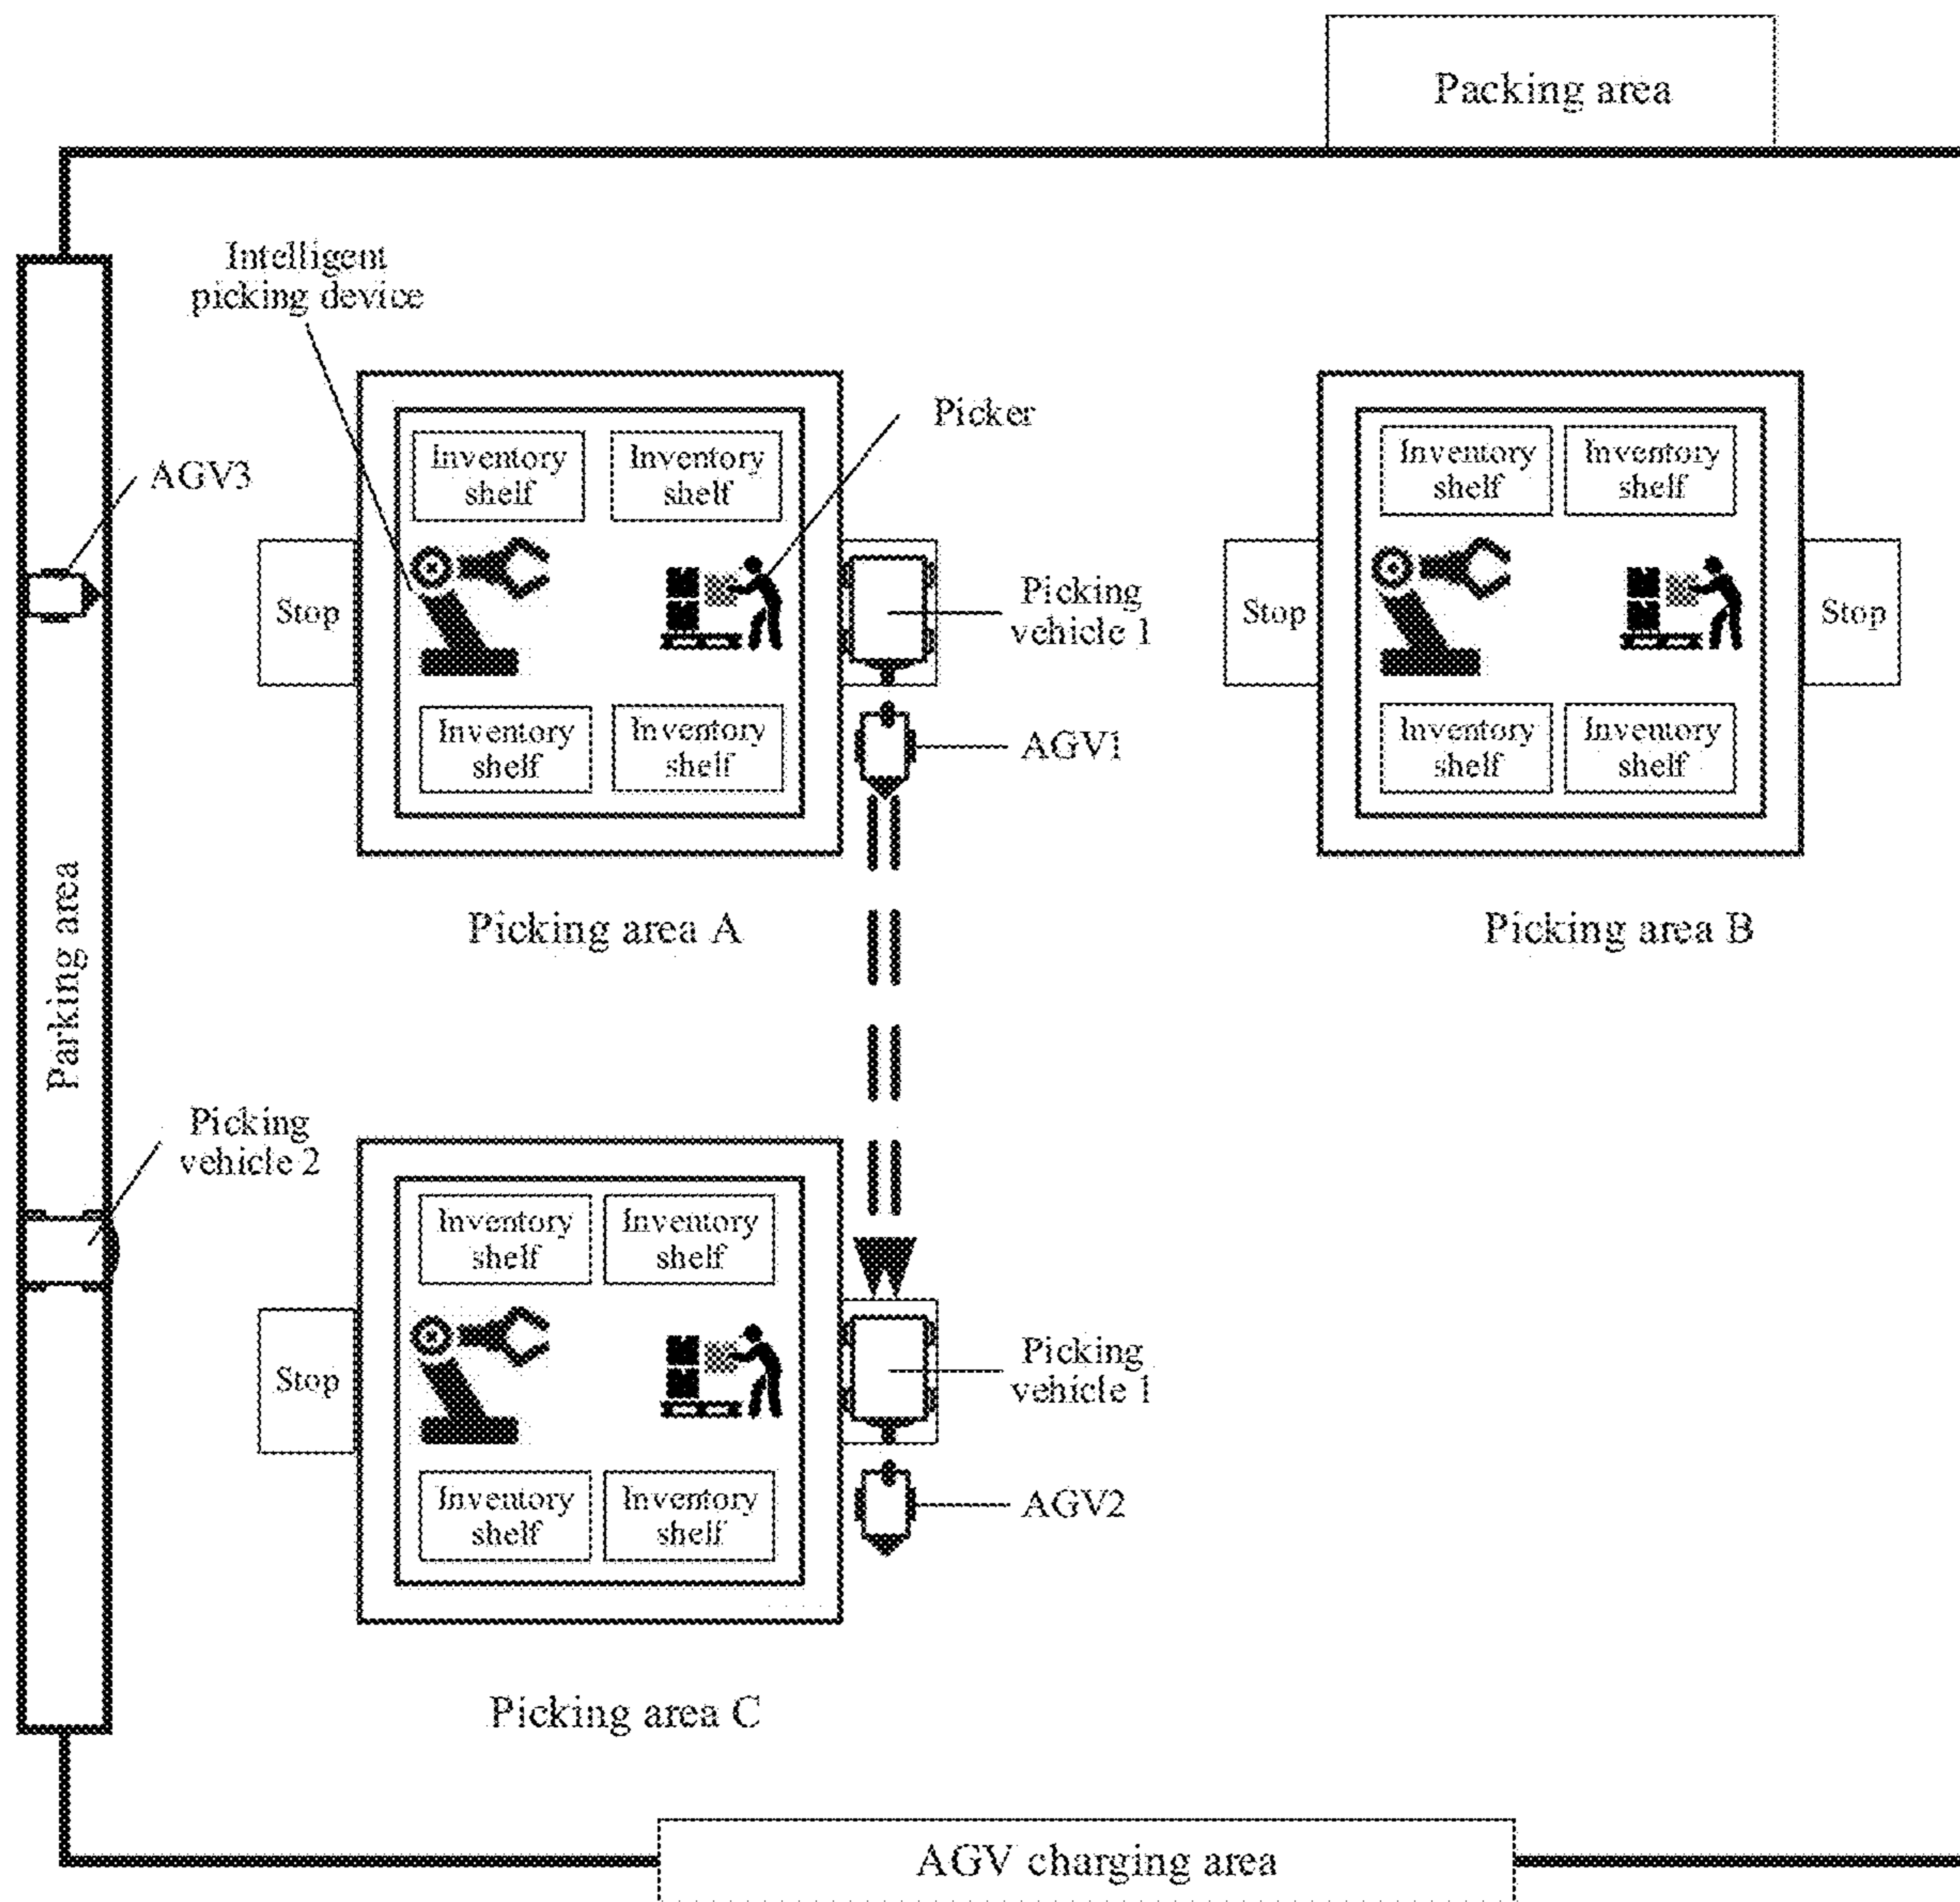 Packing area
Intelligent
picking device
Picker
AGV3
Inventory
shelf
Inventory
shelf
Inventory
shelf
Inventory
shelf
Stop
Picking
vehicle 1
Stop
Stop
Inventory
shelf
Inventory
shelf
AGV1
Inventory
shelf
Inventory
shelf
Parking area
Picking area A
Picking area B
Picking
vehicle 2
Inventory
shelf
Inventory
shelf
Stop
Picking
vehicle 1
Inventory
shelf
Inventory
shelf
AGV2
Picking area C
AGV charging area